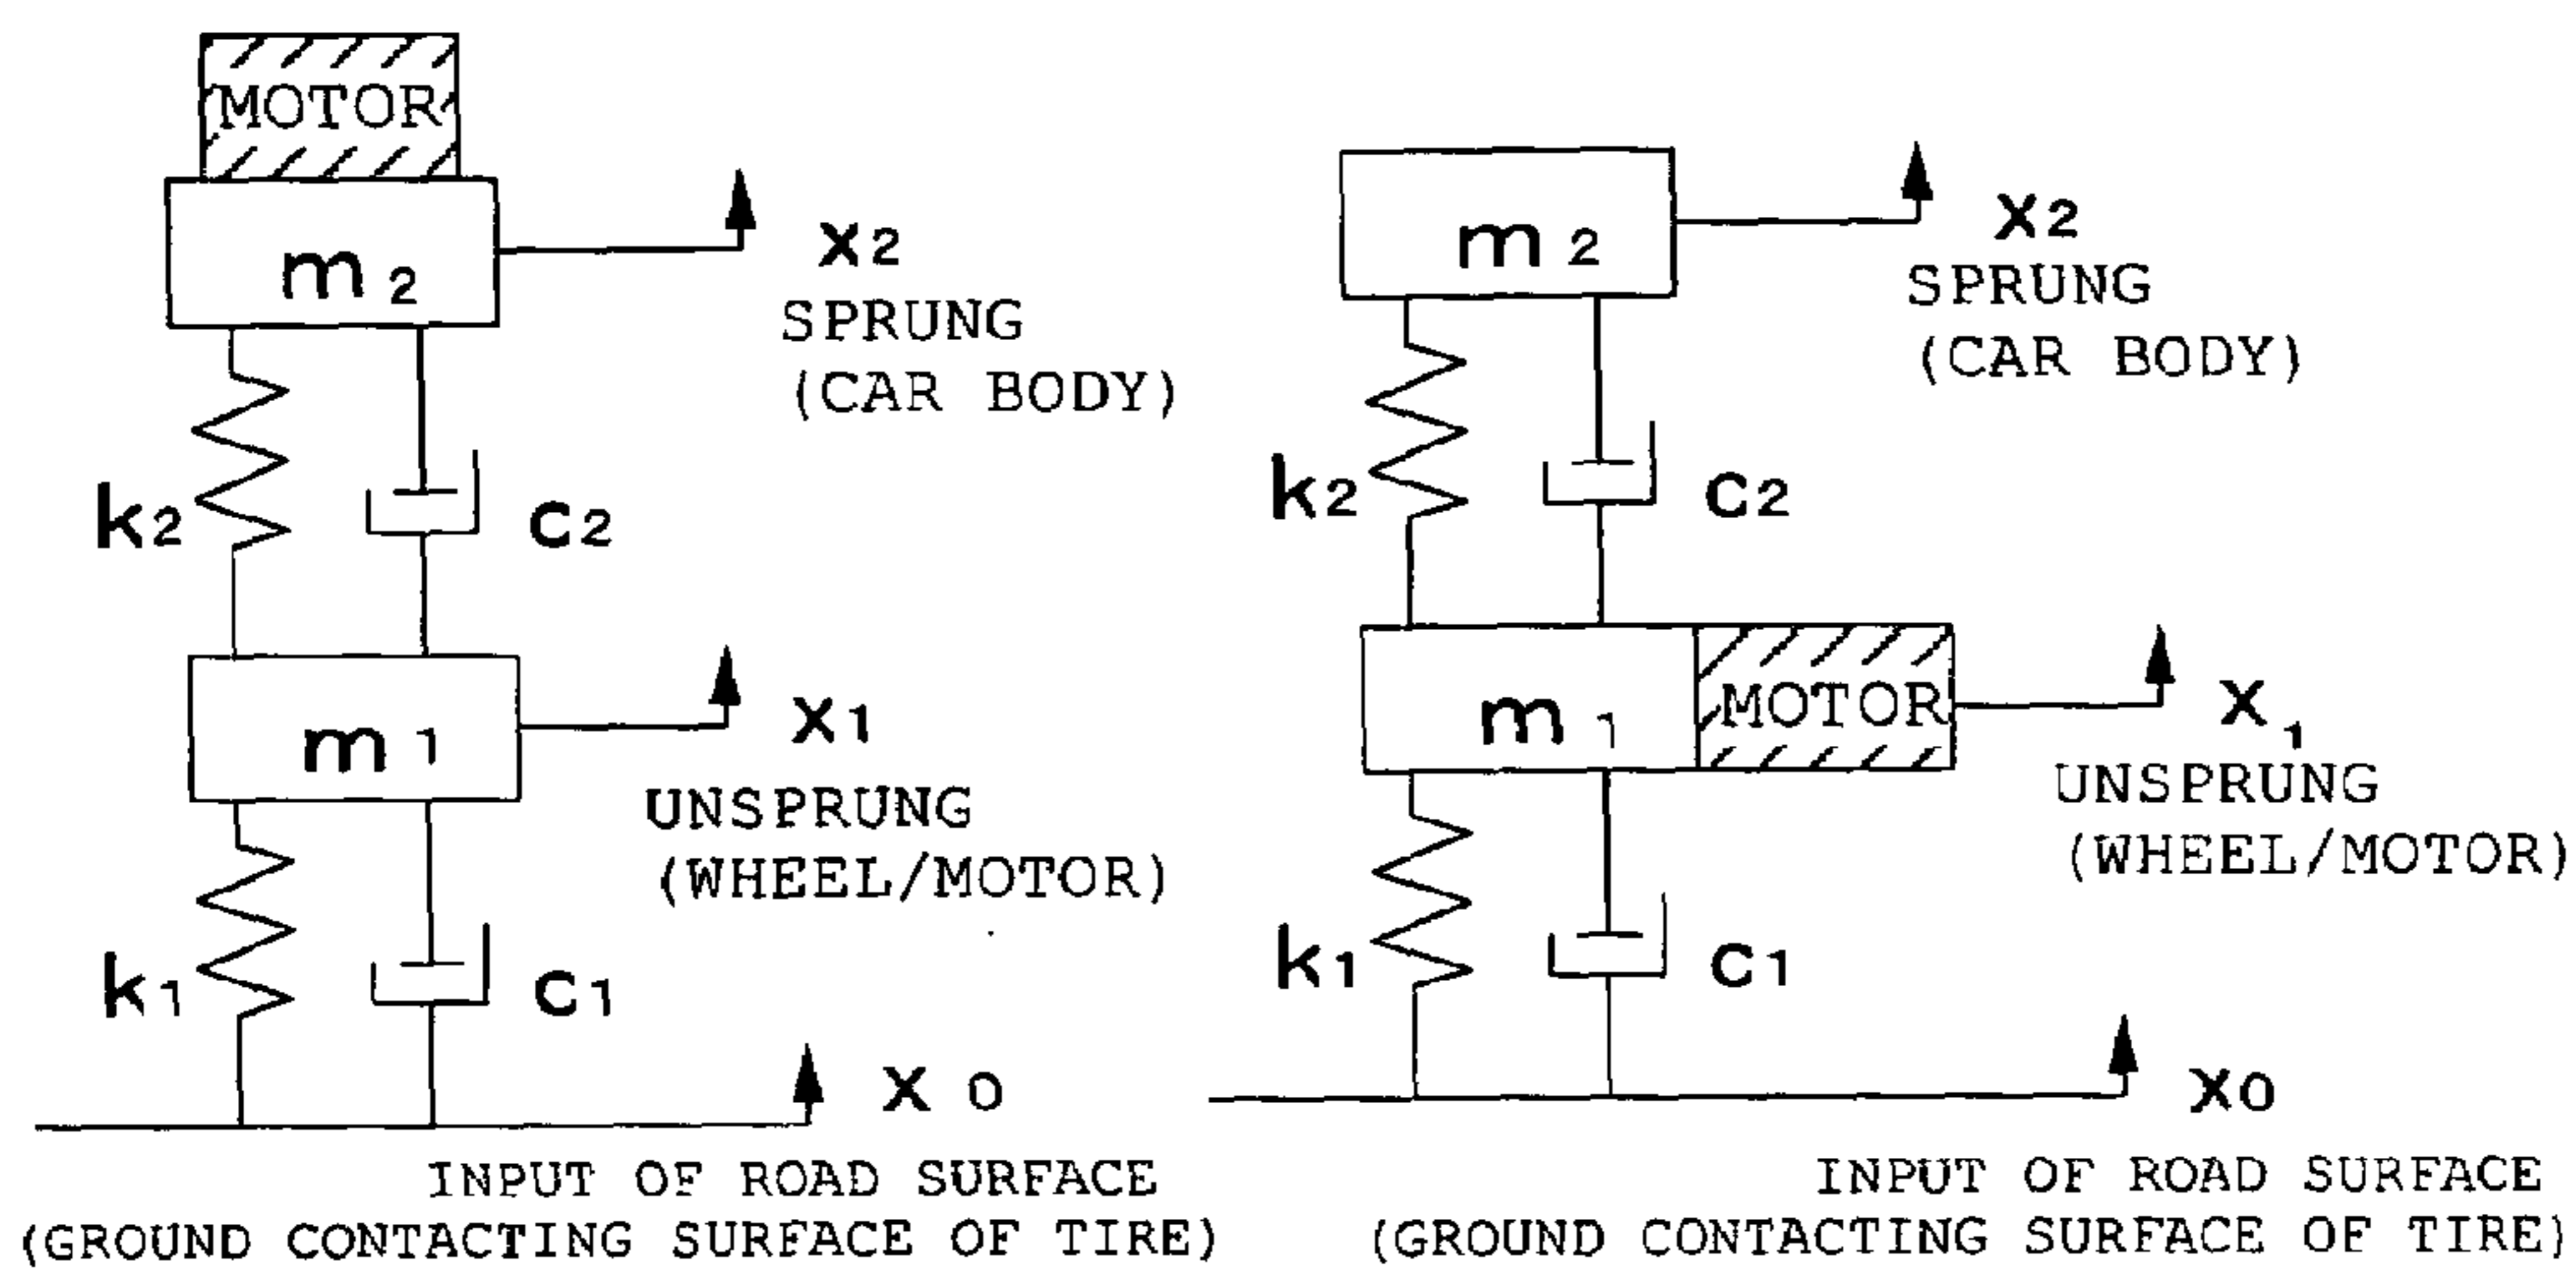 MOTOR
m2
x2
SPRUNG
(CAR BODY)
k2
c2
m1
x1
UNSPRUNG
(WHEEL/MOTOR)
k1
c1
x0
INPUT OF ROAD SURFACE
(GROUND CONTACTING SURFACE OF TIRE)
m2
x2
SPRUNG
(CAR BODY)
k2
c2
m1
MOTOR
x1
UNSPRUNG
(WHEEL/MOTOR)
k1
c1
x0
INPUT OF ROAD SURFACE
(GROUND CONTACTING SURFACE OF TIRE)